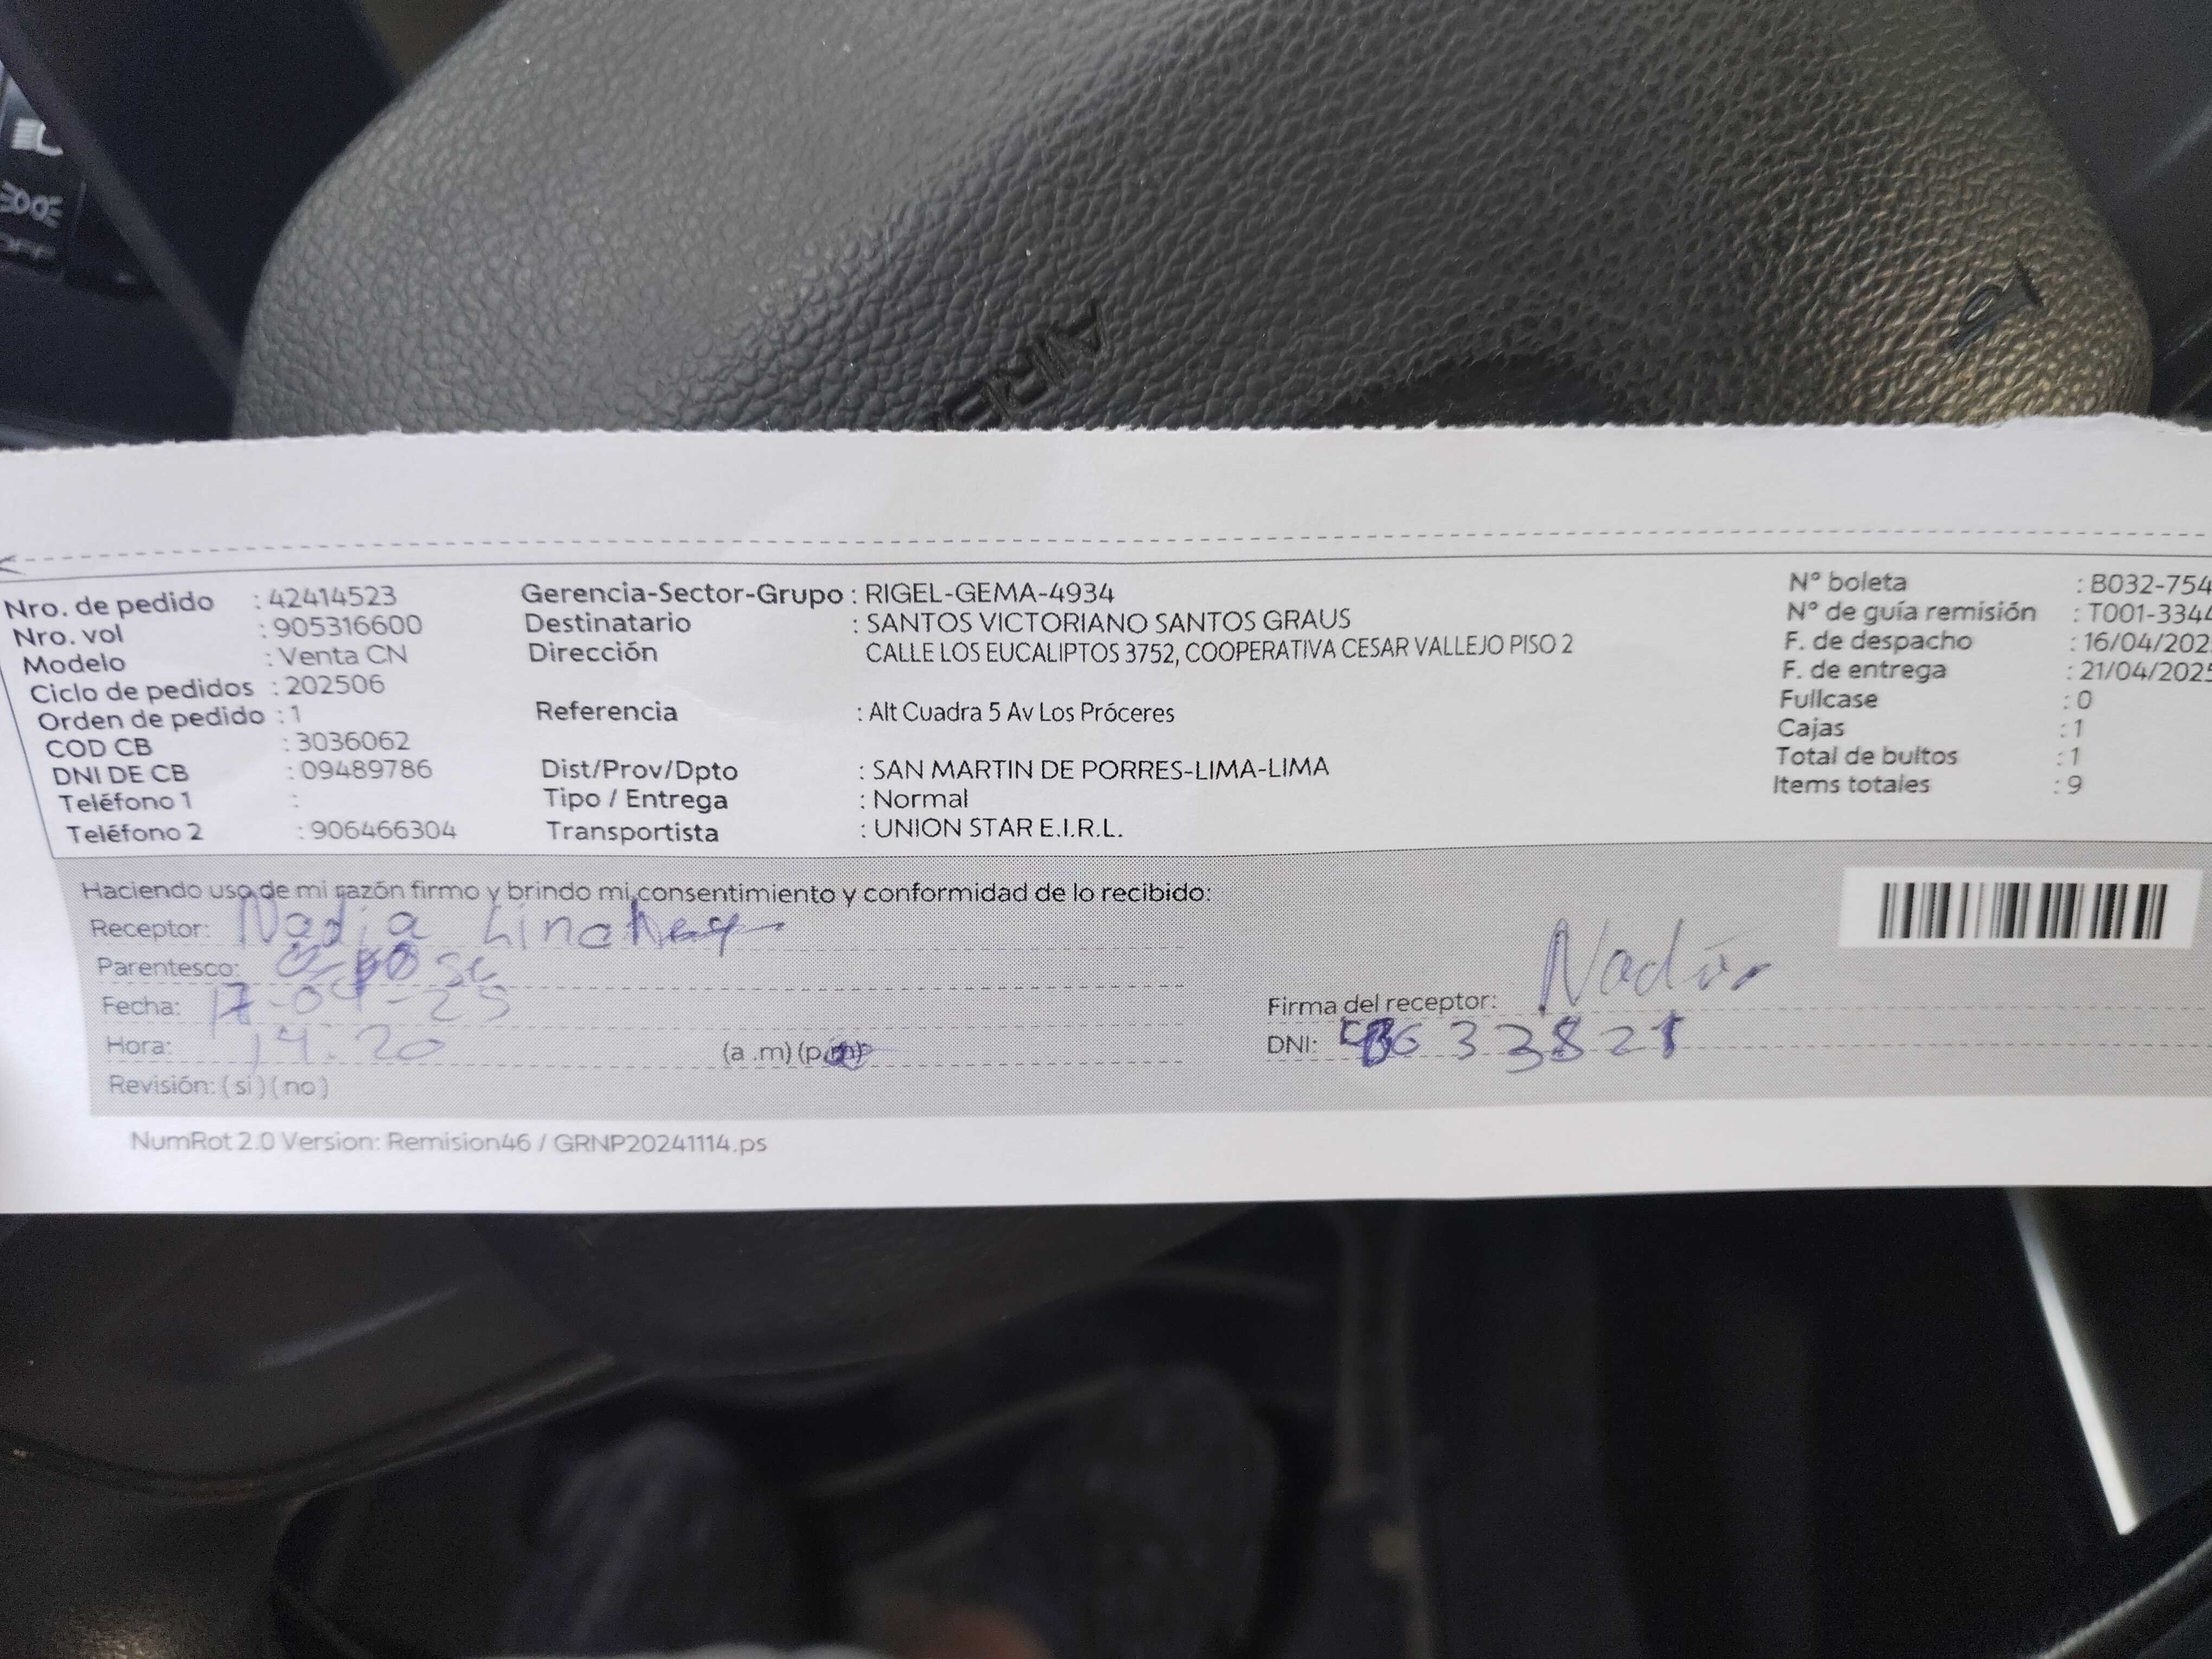 OFF
AIRB
Nro. de pedido : 42414523
Nro. vol : 905316600
Modelo : Venta CN
Ciclo de pedidos : 202506
Orden de pedido : 1
COD CB : 3036062
DNI DE CB : 09489786
Teléfono 1 :
Teléfono 2 : 906466304
Gerencia-Sector-Grupo : RIGEL-GEMA-4934
Destinatario : SANTOS VICTORIANO SANTOS GRAUS
Dirección CALLE LOS EUCALIPTOS 3752, COOPERATIVA CESAR VALLEJO PISO 2
Referencia : Alt Cuadra 5 Av Los Próceres
Dist/Prov/Dpto : SAN MARTIN DE PORRES-LIMA-LIMA
Tipo / Entrega : Normal
Transportista : UNION STAR E.I.R.L.
N° boleta : B032-754
N° de guía remisión : T001-3344
F. de despacho : 16/04/202
F. de entrega : 21/04/2025
Fullcase : 0
Cajas : 1
Total de bultos : 1
Items totales : 9
Haciendo uso de mi razón firmo y brindo mi consentimiento y conformidad de lo recibido:
Receptor: Nadia
Parentesco:
Fecha: 17-04-25
Hora: 14:20 (a .m) (p.m)
Revisión: ( si ) ( no )
Firma del receptor: Nadia
DNI:
NumRot 2.0 Version: Remision46 / GRNP20241114.ps